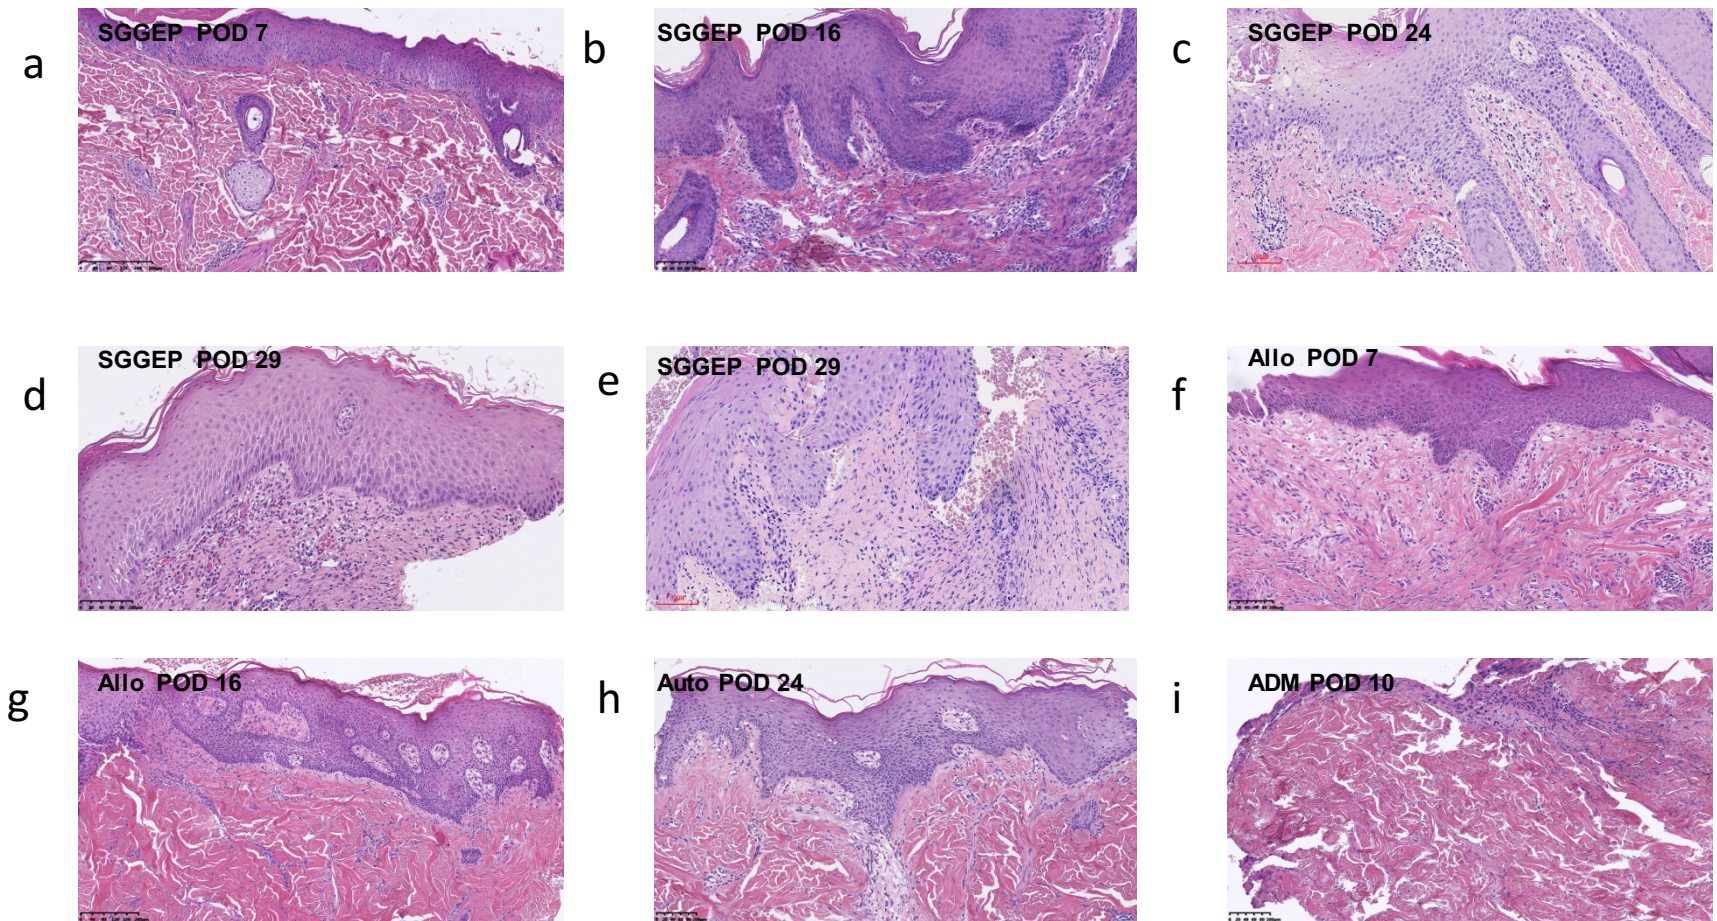 a
SGGEP POD 7
b
SGGEP POD 16
c
SGGEP POD 24
d
SGGEP POD 29
e
SGGEP POD 29
f
Allo POD 7
g
Allo POD 16
h
Auto POD 24
i
ADM POD 10